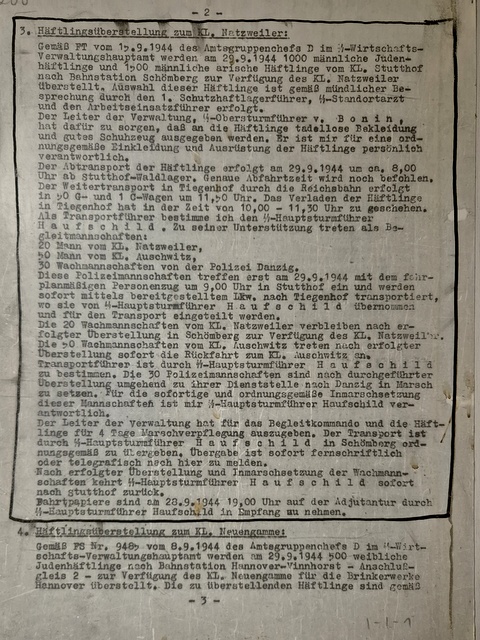 - 2 -
3. Häftlingsüberstellung zum KL. Natzweiler:
Gemäß PT vom 15.9.1944 des Amtsgruppenchefs D im ᛋᛋ-Wirtschafts-
Verwaltungshauptamt werden am 29.9.1944 1000 männliche Juden-
häftlinge und 1500 männliche arische Häftlinge vom KL. Stutthof
nach Bahnstation Schömberg zur Verfügung des KL. Natzweiler
überstellt. Auswahl dieser Häftlinge ist gemäß mündlicher Be-
sprechung durch den 1. Schutzhaftlagerführer, ᛋᛋ-Standortarzt
und den Arbeitseinsatzführer erfolgt.
Der Leiter der Verwaltung, ᛋᛋ-Obersturmführer v. B o n i n,
hat dafür zu sorgen, daß an die Häftlinge tadellose Bekleidung
und gutes Schuhzeug ausgegeben werden. Er ist mir für eine ord-
nungsgemäße Einkleidung und Ausrüstung der Häftlinge persönlich
verantwortlich.
Der Abtransport der Häftlinge erfolgt am 29.9.1944 um ca. 8,00
Uhr ab Stutthof-Waldlager. Genaue Abfahrtzeit wird noch befohlen.
Der Weitertransport in Tiegenhof durch die Reichsbahn erfolgt
in 50 G- und 1 C-Wagen um 11,50 Uhr. Das Verladen der Häftlinge
in Tiegenhof hat in der Zeit von 10,00 - 11,30 Uhr zu geschehen.
Als Transportführer bestimme ich den ᛋᛋ-Hauptsturmführer
H a u f s c h i l d . Zu seiner Unterstützung treten als Be-
gleitmannschaften:
20 Mann vom KL. Natzweiler,
50 Mann vom KL. Auschwitz,
30 Wachmannschaften von der Polizei Danzig.
Diese Polizeimannschaften treffen erst am 29.9.1944 mit dem fahr-
planmäßigen Personenzug um 9,00 Uhr in Stutthof ein und werden
sofort mittels bereitgestelltem Lkw. nach Tiegenhof transportiert,
wo sie von ᛋᛋ-Hauptsturmführer H a u f s c h i l d übernommen
und für den Transport eingeteilt werden.
Die 20 Wachmannschaften vom KL. Natzweiler verbleiben nach er-
folgter Überstellung in Schömberg zur Verfügung des KL. Natzweiler.
Die 50 Wachmannschaften vom KL. Auschwitz treten nach erfolgter
Überstellung sofort die Rückfahrt zum KL. Auschwitz an.
Transportführer ist durch ᛋᛋ-Hauptsturmführer H a u f s c h i l d
zu bestimmen. Die 30 Polizeimannschaften sind nach durchgeführter
Überstellung umgehend zu ihrer Dienststelle nach Danzig in Marsch
zu setzen. Für die sofortige und ordnungsgemäße Inmarschsetzung
dieser Mannschaften ist mir ᛋᛋ-Hauptsturmführer Haufschild ver-
antwortlich.
Der Leiter der Verwaltung hat für das Begleitkommando und die Häft-
linge für 4 Tage Marschverpflegung auszugeben. Der Transport ist
durch ᛋᛋ-Hauptsturmführer H a u f s c h i l d in Schömberg ord-
nungsgemäß zu übergeben. Übergabe ist sofort fernschriftlich
oder telegrafisch nach hier zu melden.
Nach erfolgter Überstellung und Inmarschsetzung der Wachmann-
schaften kehrt ᛋᛋ-Hauptsturmführer H a u f s c h i l d sofort
nach Stutthof zurück.
Fahrtpapiere sind am 28.9.1944 19,00 Uhr auf der Adjutantur durch
ᛋᛋ-Hauptsturmführer Haufschild in Empfang zu nehmen.
4. Häftlingsüberstellung zum KL. Neuengamme:
Gemäß FS Nr. 9485 vom 8.9.1944 des Amtsgruppenchefs D im ᛋᛋ-Wirt-
schafts-Verwaltungshauptamt werden am 29.9.1944 500 weibliche
Judenhäftlinge nach Bahnstation Hannover-Vinnhorst - Anschluß-
gleis 2 - zur Verfügung des KL. Neuengamme für die Brinkerwerke
Hannover überstellt. Die zu überstellenden Häftlinge sind gemäß
- 3 -